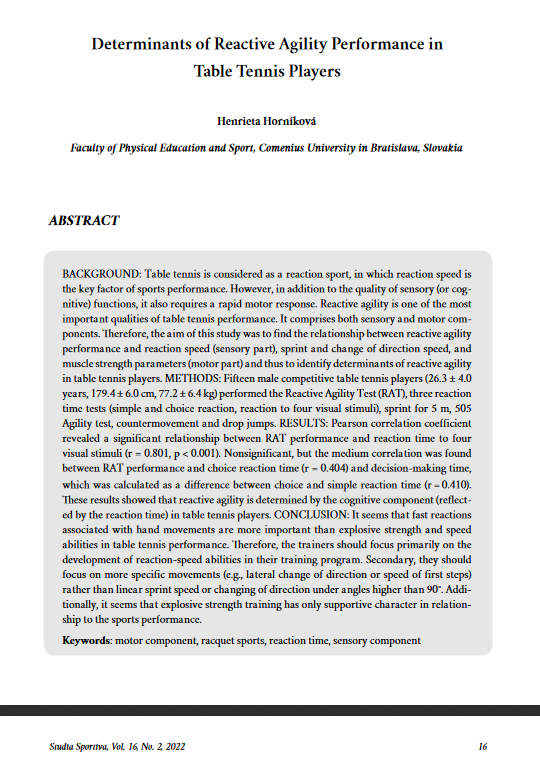 Determinants of Reactive Agility Performance in
Table Tennis Players
Henrieta Horníková
Faculty of Physical Education and Sport, Comenius University in Bratislava, Slovakia
ABSTRACT
BACKGROUND: Table tennis is considered as a reaction sport, in which reaction speed is
the key factor of sports performance. However, in addition to the quality of sensory (or cog-
nitive) functions, it also requires a rapid motor response. Reactive agility is one of the most
important qualities of table tennis performance. It comprises both sensory and motor com-
ponents. Therefore, the aim of this study was to find the relationship between reactive agility
performance and reaction speed (sensory part), sprint and change of direction speed, and
muscle strength parameters (motor part) and thus to identify determinants of reactive agility
in table tennis players. METHODS: Fifteen male competitive table tennis players (26.3 ± 4.0
years, 179.4 ± 6.0 cm, 77.2 ± 6.4 kg) performed the Reactive Agility Test (RAT), three reaction
time tests (simple and choice reaction, reaction to four visual stimuli), sprint for 5 m, 505
Agility test, countermovement and drop jumps. RESULTS: Pearson correlation coefficient
revealed a significant relationship between RAT performance and reaction time to four
visual stimuli (r = 0.801, p < 0.001). Nonsignificant, but the medium correlation was found
between RAT performance and choice reaction time (r = 0.404) and decision-making time,
which was calculated as a difference between choice and simple reaction time (r = 0.410).
These results showed that reactive agility is determined by the cognitive component (reflect-
ed by the reaction time) in table tennis players. CONCLUSION: It seems that fast reactions
associated with hand movements are more important than explosive strength and speed
abilities in table tennis performance. Therefore, the trainers should focus primarily on the
development of reaction-speed abilities in their training program. Secondary, they should
focus on more specific movements (e.g., lateral change of direction or speed of first steps)
rather than linear sprint speed or changing of direction under angles higher than 90°. Addi-
tionally, it seems that explosive strength training has only supportive character in relation-
ship to the sports performance.
Keywords: motor component, racquet sports, reaction time, sensory component
Studia Sportiva, Vol. 16, No. 2, 2022 16